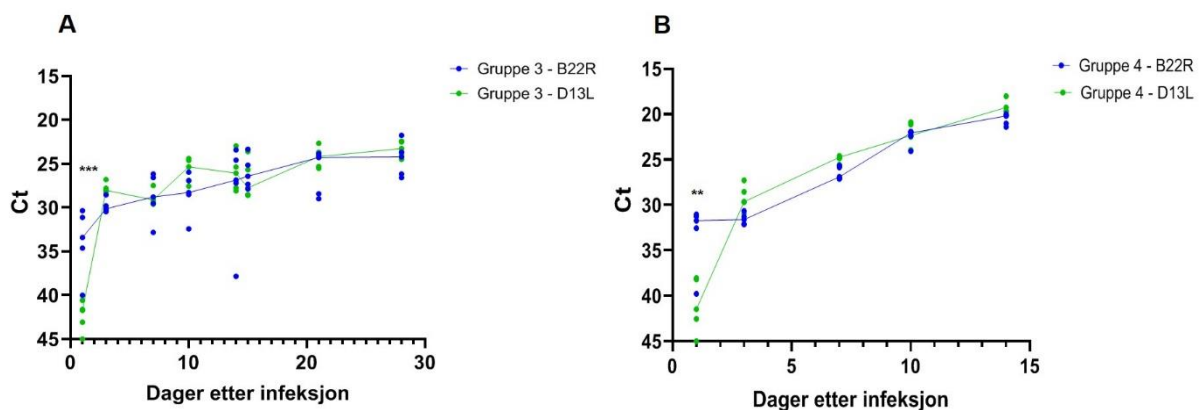 A
Gruppe 3 - B22R
Gruppe 3 - D13L
15
20
25
30
35
40
45
Ct
***
0
10
20
30
Dager etter infeksjon
B
Gruppe 4 - B22R
Gruppe 4 - D13L
15
20
25
30
35
40
45
Ct
**
0
5
10
15
Dager etter infeksjon